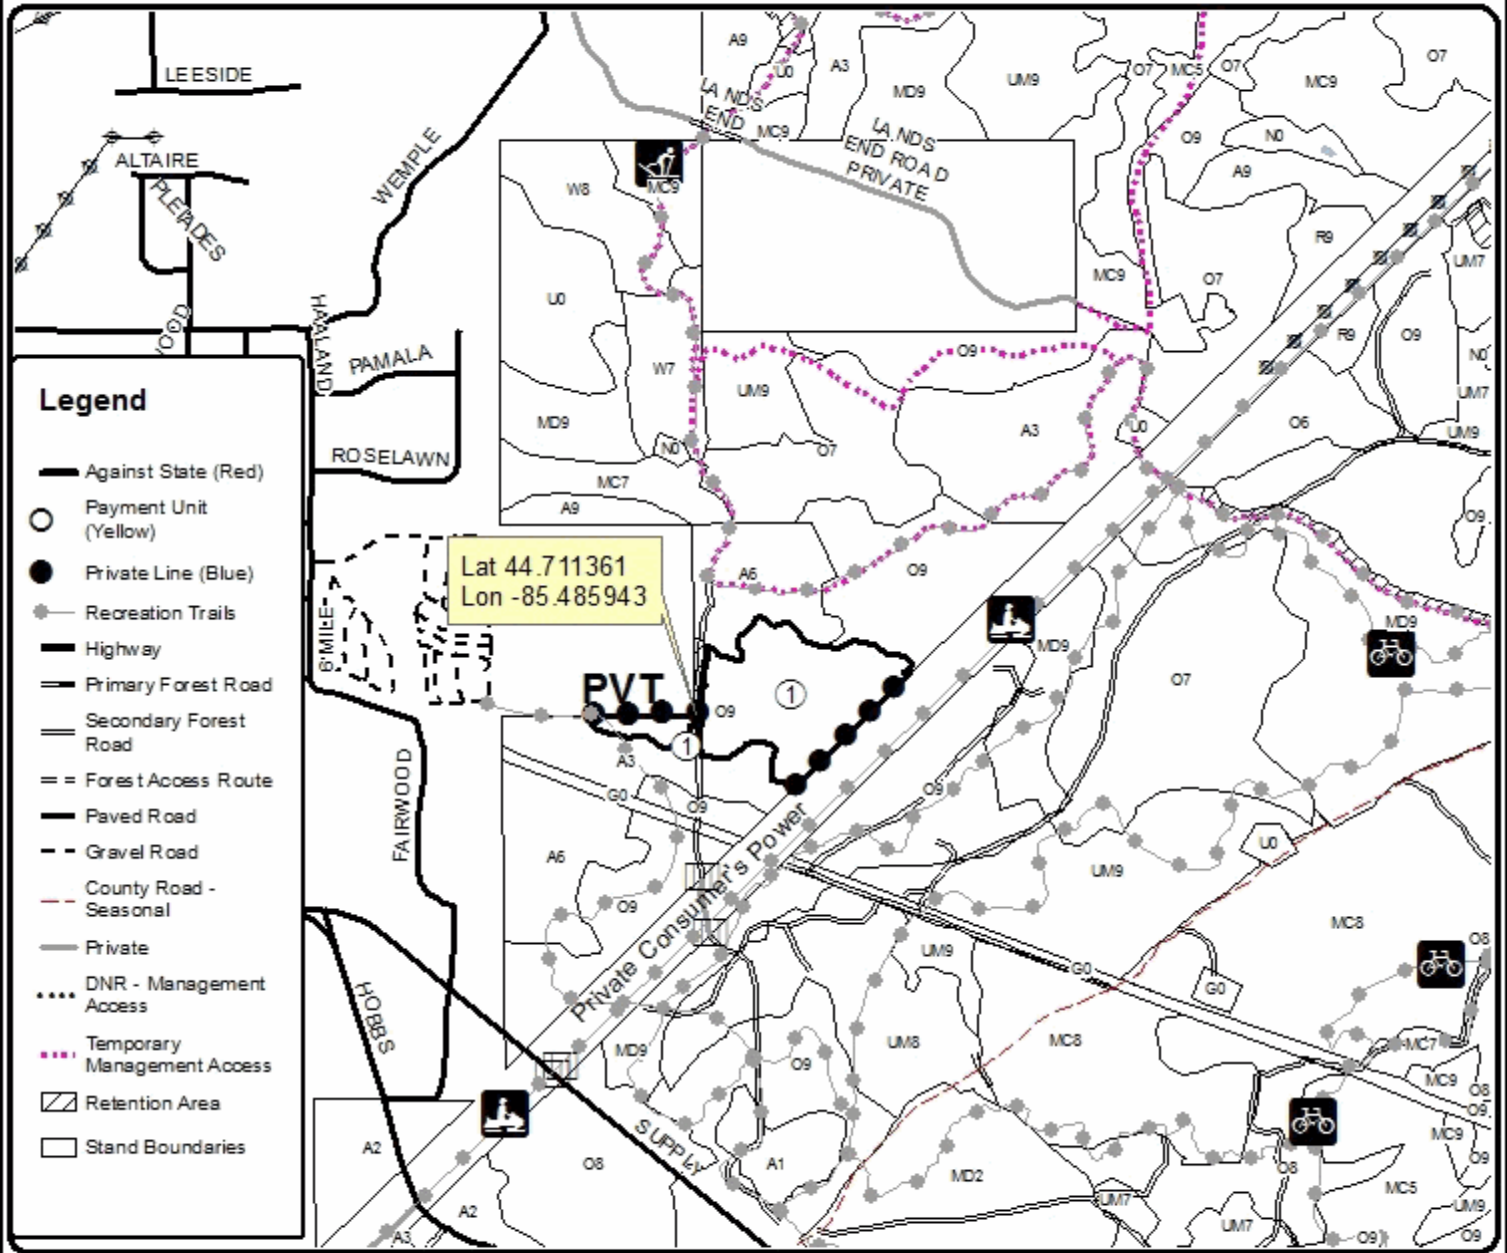 LEESIDE
ALTAIRE
PLEIADES
WEMPLE
HAALAND
PAMALA
ROSELAWN
FAIRWOOD
HOBBS
SUPPLY
LANDS
END
LANDS
END ROAD
PRIVATE
A9
U0
A3
MD9
UM9
MC9
O7
MC5
O7
MC9
O7
O9
N0
A9
R9
UM7
MC9
O7
R9
O9
N0
UM7
UM9
O6
O9
W8
MC9
U0
W7
MD9
N0
MC7
A9
UM9
O9
O7
A3
U0
A6
O9
Lat 44.711361
Lon -85.485943
PVT
O9
1
1
A3
G0
O9
A6
O9
MD9
MD9
O7
O9
UM9
U0
MC8
UM9
G0
G0
O8
UM8
MC8
MC7
MC9
O8
O9
MC9
O9
MD9
O9
A1
MD2
O8
MC5
UM7
UM7
UM9
O9
O9
O8
A2
A2
A3
Private Consumer's Power
Legend
Against State (Red)
Payment Unit
(Yellow)
Private Line (Blue)
Recreation Trails
Highway
Primary Forest Road
Secondary Forest
Road
Forest Access Route
Paved Road
Gravel Road
County Road -
Seasonal
Private
DNR - Management
Access
Temporary
Management Access
Retention Area
Stand Boundaries